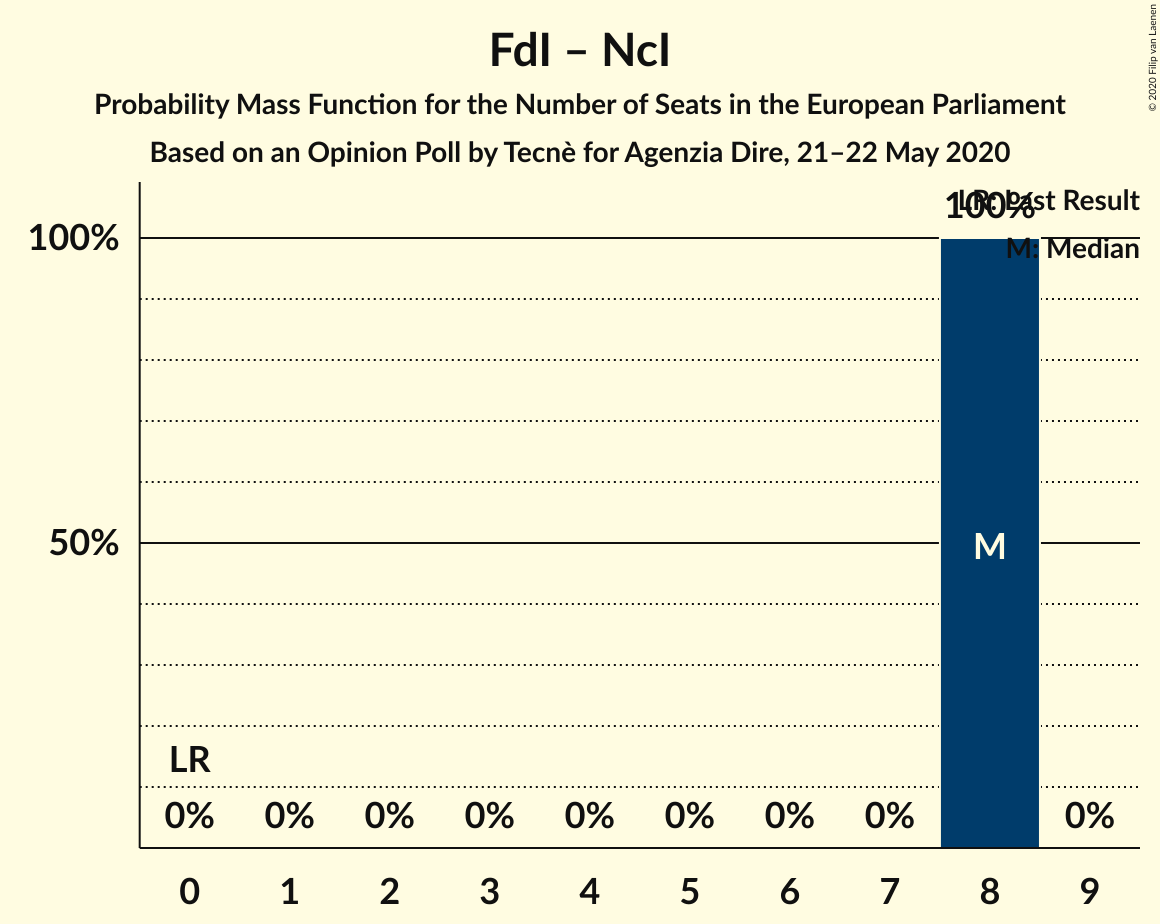 FdI – NcI
Probability Mass Function for the Number of Seats in the European Parliament
Based on an Opinion Poll by Tecnè for Agenzia Dire, 21–22 May 2020
© 2020 Filip van Laenen
LR: Last Result
M: Median
100%
100%
50%
M
LR
0% 0% 0% 0% 0% 0% 0% 0% 0%
0 1 2 3 4 5 6 7 8 9